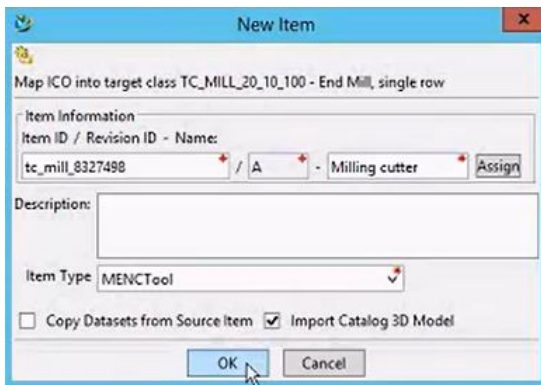 New Item
x
Map ICO into target class TC_MILL_20_10_100 - End Mill, single row
Item Information
Item ID / Revision ID - Name:
tc_mill_8327498 * / A * - Milling cutter * Assign
Description:
Item Type MENCTool *
Copy Datasets from Source Item Import Catalog 3D Model
OK Cancel